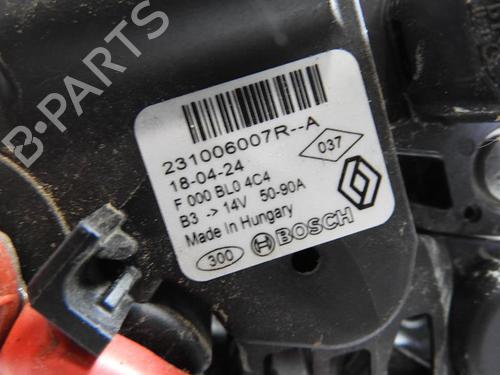 B-PARTS
231006007R--A
18-04-24
037
F 000 BL0 4C4
B3 -> 14V 50-90A
Made in Hungary
300 BOSCH